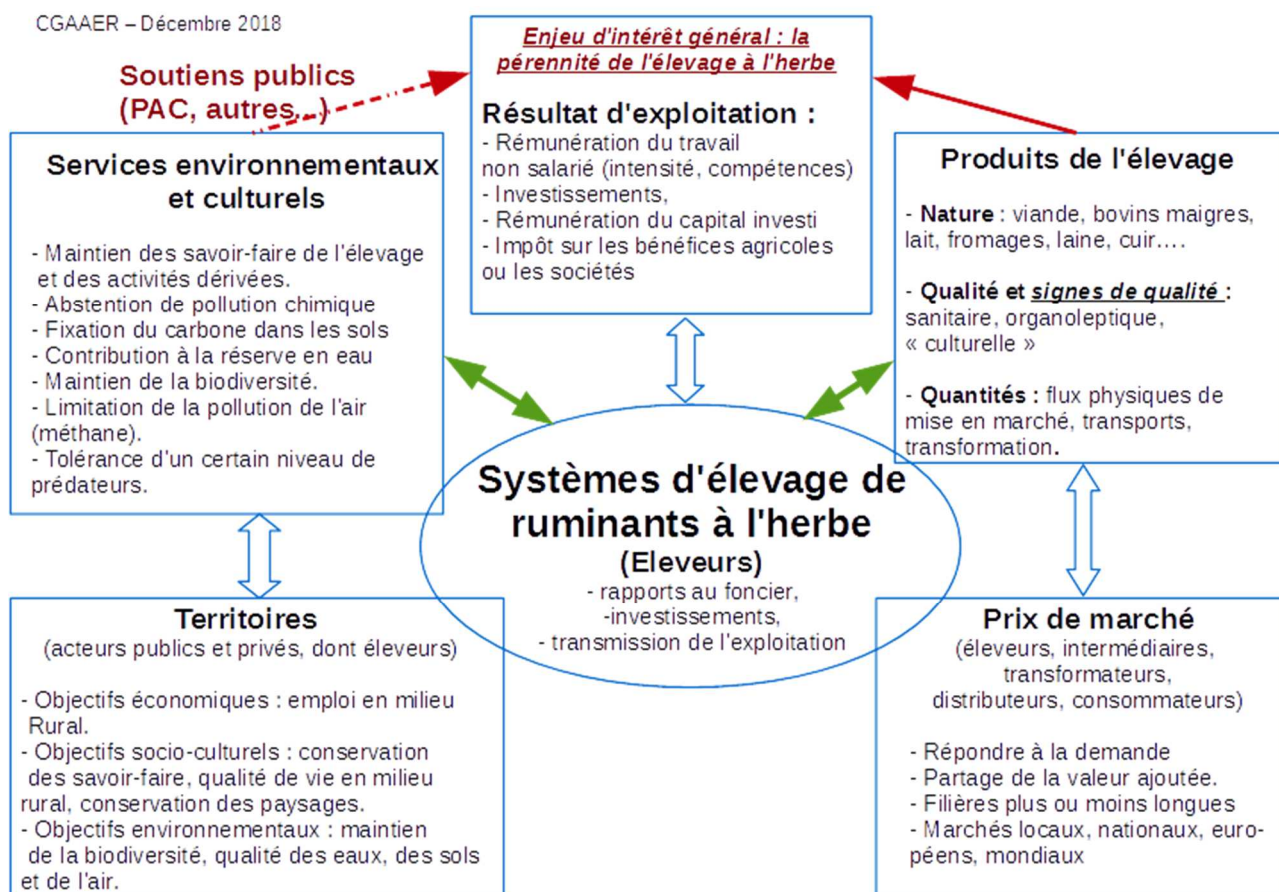 CGAAER – Décembre 2018
Soutiens publics
(PAC, autres...)
Enjeu d'intérêt général : la
pérennité de l'élevage à l'herbe
Résultat d'exploitation :
- Rémunération du travail
non salarié (intensité, compétences)
- Investissements,
- Rémunération du capital investi
- Impôt sur les bénéfices agricoles
ou les sociétés
Services environnementaux
et culturels
- Maintien des savoir-faire de l'élevage
et des activités dérivées.
- Abstention de pollution chimique
- Fixation du carbone dans les sols
- Contribution à la réserve en eau
- Maintien de la biodiversité.
- Limitation de la pollution de l'air
(méthane).
- Tolérance d'un certain niveau de
prédateurs.
Produits de l'élevage
- Nature : viande, bovins maigres,
lait, fromages, laine, cuir….
- Qualité et signes de qualité :
sanitaire, organoleptique,
« culturelle »
- Quantités : flux physiques de
mise en marché, transports,
transformation.
Systèmes d'élevage de
ruminants à l'herbe
(Eleveurs)
- rapports au foncier,
-investissements,
- transmission de l'exploitation
Territoires
(acteurs publics et privés, dont éleveurs)
- Objectifs économiques : emploi en milieu
Rural.
- Objectifs socio-culturels : conservation
des savoir-faire, qualité de vie en milieu
rural, conservation des paysages.
- Objectifs environnementaux : maintien
de la biodiversité, qualité des eaux, des sols
et de l'air.
Prix de marché
(éleveurs, intermédiaires,
transformateurs,
distributeurs, consommateurs)
- Répondre à la demande
- Partage de la valeur ajoutée.
- Filières plus ou moins longues
- Marchés locaux, nationaux, euro-
péens, mondiaux